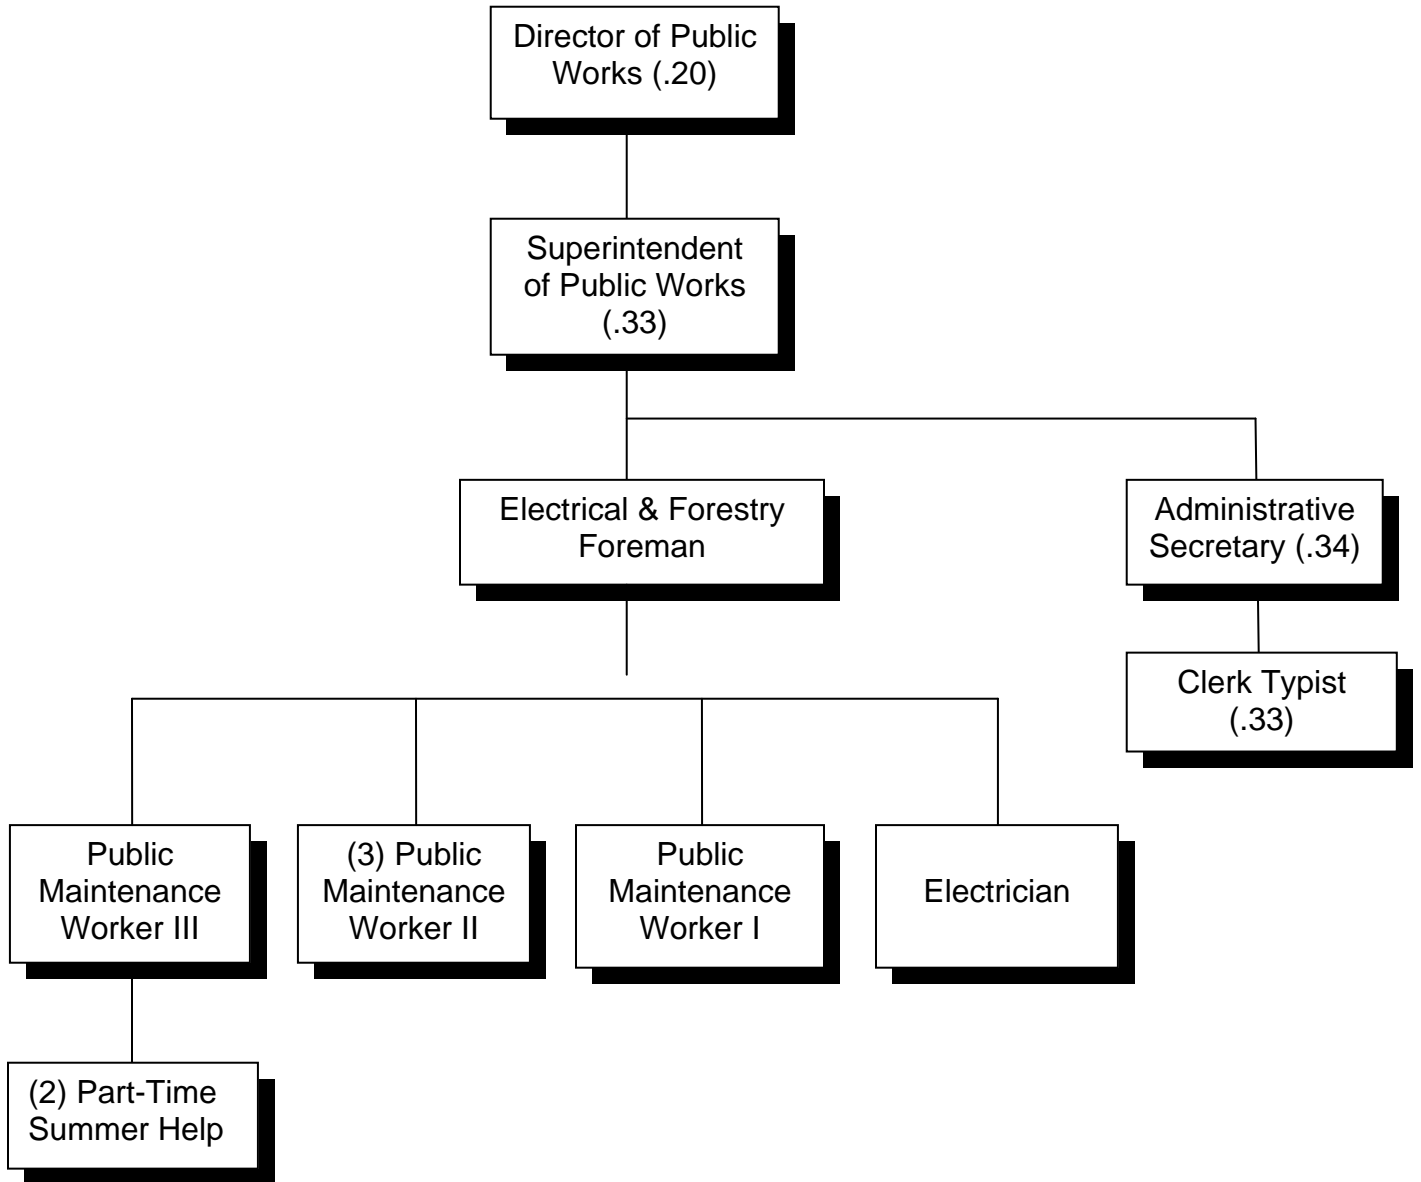 Director of Public
Works (.20)
Superintendent
of Public Works
(.33)
Electrical & Forestry
Foreman
Administrative
Secretary (.34)
Clerk Typist
(.33)
Public
Maintenance
Worker III
(3) Public
Maintenance
Worker II
Public
Maintenance
Worker I
Electrician
(2) Part-Time
Summer Help